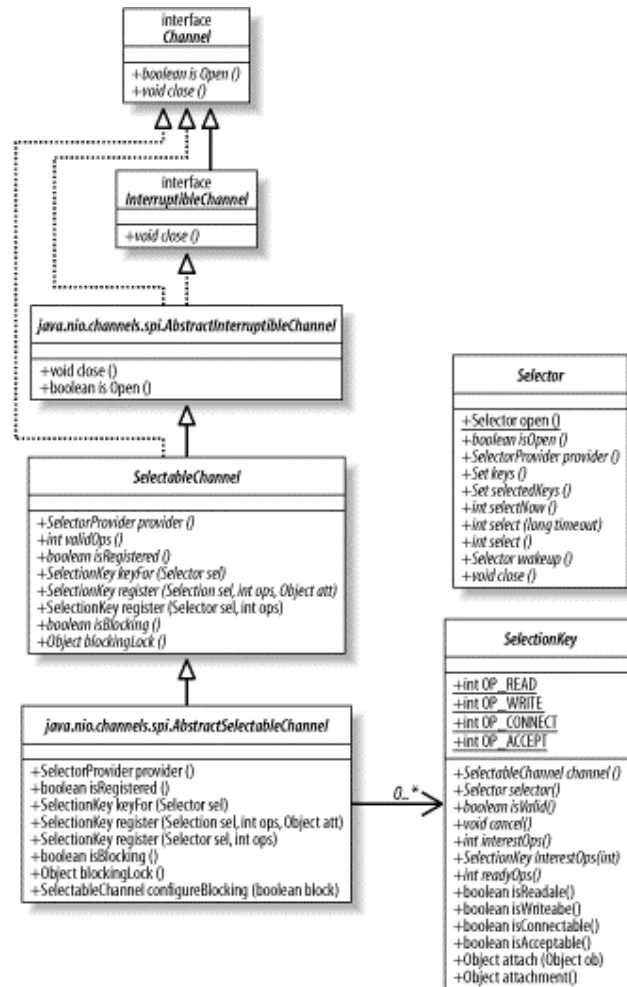 interface
Channel
+boolean is Open ()
+void close ()
interface
InterruptibleChannel
+void close ()
java.nio.channels.spi.AbstractInterruptibleChannel
+void close ()
+boolean is Open ()
SelectableChannel
+SelectorProvider provider ()
+int validOps ()
+boolean isRegistered ()
+SelectionKey keyFor (Selector sel)
+SelectionKey register (Selection sel, int ops, Object att)
+SelectionKey register (Selector sel, int ops)
+boolean isBlocking ()
+Object blockingLock ()
java.nio.channels.spi.AbstractSelectableChannel
+SelectorProvider provider ()
+boolean isRegistered ()
+SelectionKey keyFor (Selector sel)
+SelectionKey register (Selection sel, int ops, Object att)
+SelectionKey register (Selector sel, int ops)
+boolean isBlocking ()
+Object blockingLock ()
+SelectableChannel configureBlocking (boolean block)
0...*
Selector
+Selector open ()
+boolean isOpen ()
+SelectorProvider provider ()
+Set keys ()
+Set selectedKeys ()
+int selectNow ()
+int select (long timeout)
+int select ()
+Selector wakeup ()
+void close ()
SelectionKey
+int OP_READ
+int OP_WRITE
+int OP_CONNECT
+int OP_ACCEPT
+SelectableChannel channel ()
+Selector selector()
+boolean isValid()
+void cancel()
+int interestOps()
+SelectionKey InterestOps(int)
+int readyOps()
+boolean isReadale()
+boolean isWriteabe()
+boolean isConnectable()
+boolean isAcceptable()
+Object attach (Object ob)
+Object attachment()